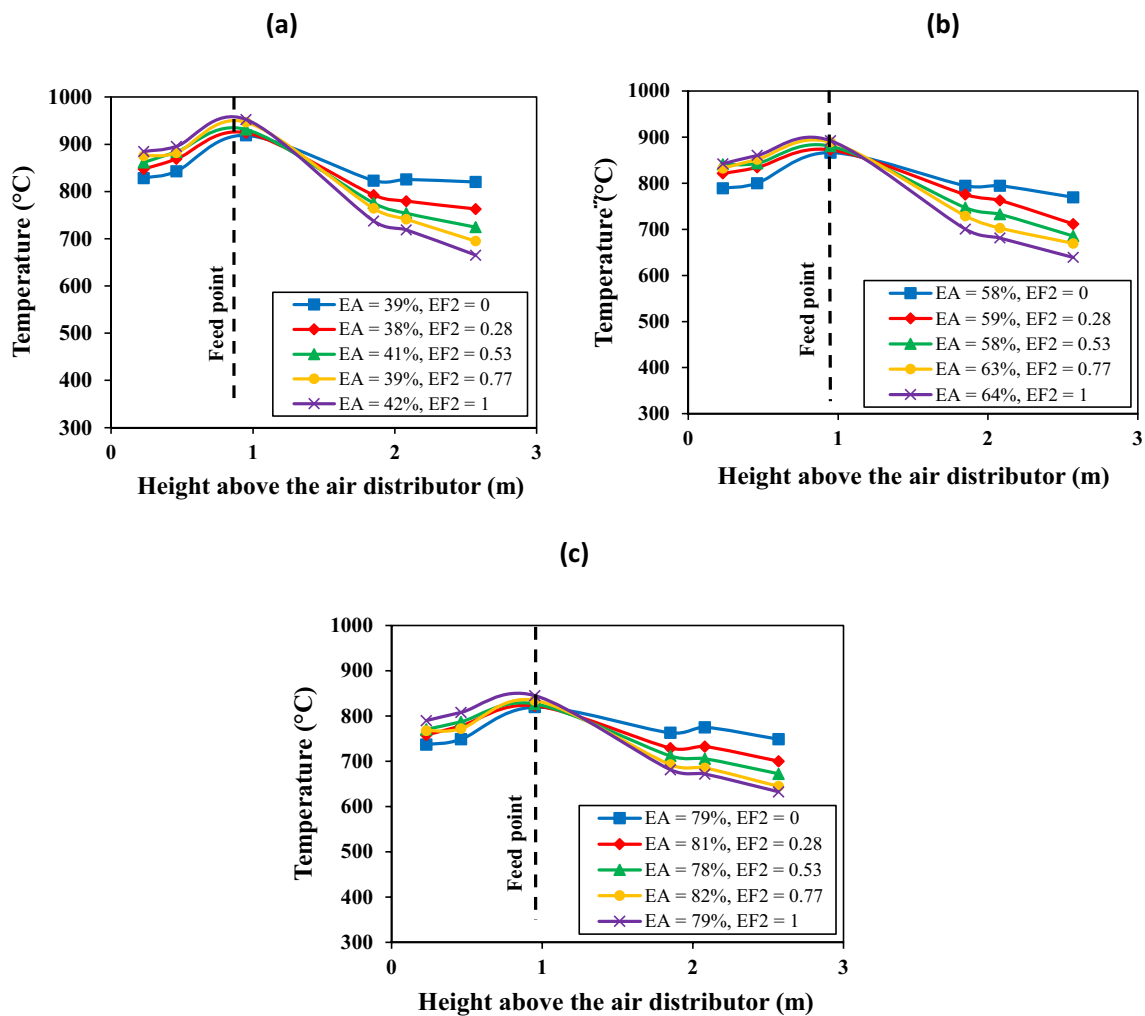 (a)
1000
900
800
700
600
500
400
300
Temperature (°C)
Feed point
EA = 39%, EF2 = 0
EA = 38%, EF2 = 0.28
EA = 41%, EF2 = 0.53
EA = 39%, EF2 = 0.77
EA = 42%, EF2 = 1
0 1 2 3
Height above the air distributor (m)
(b)
1000
900
800
700
600
500
400
300
Temperature (°C)
Feed point
EA = 58%, EF2 = 0
EA = 59%, EF2 = 0.28
EA = 58%, EF2 = 0.53
EA = 63%, EF2 = 0.77
EA = 64%, EF2 = 1
0 1 2 3
Height above the air distributor (m)
(c)
1000
900
800
700
600
500
400
300
Temperature (°C)
Feed point
EA = 79%, EF2 = 0
EA = 81%, EF2 = 0.28
EA = 78%, EF2 = 0.53
EA = 82%, EF2 = 0.77
EA = 79%, EF2 = 1
0 1 2 3
Height above the air distributor (m)